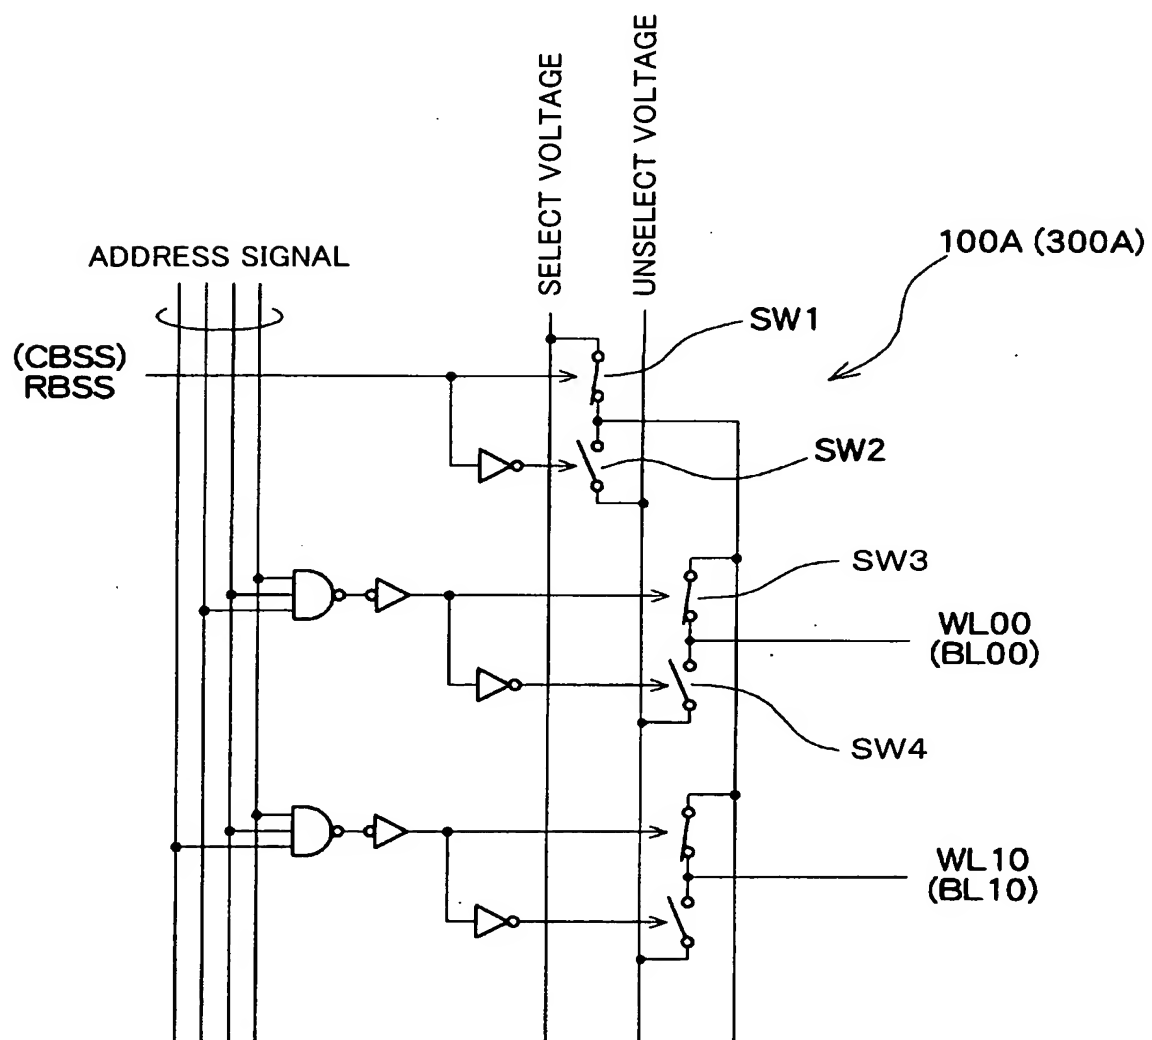 SELECT VOLTAGE
UNSELECT VOLTAGE
ADDRESS SIGNAL
100A (300A)
SW1
(CBSS)
RBSS
SW2
SW3
WL00
(BL00)
SW4
WL10
(BL10)